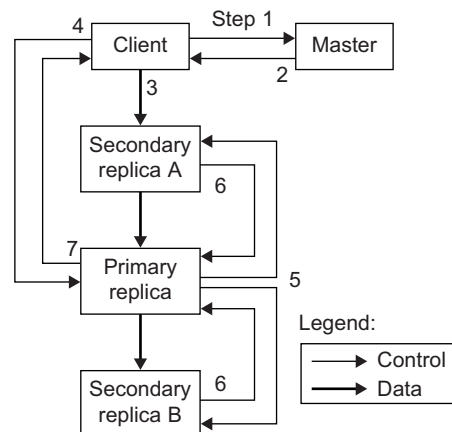 4
Step 1
Client
Master
2
3
Secondary
replica A
6
7
Primary
replica
5
Legend:
Control
Data
6
Secondary
replica B